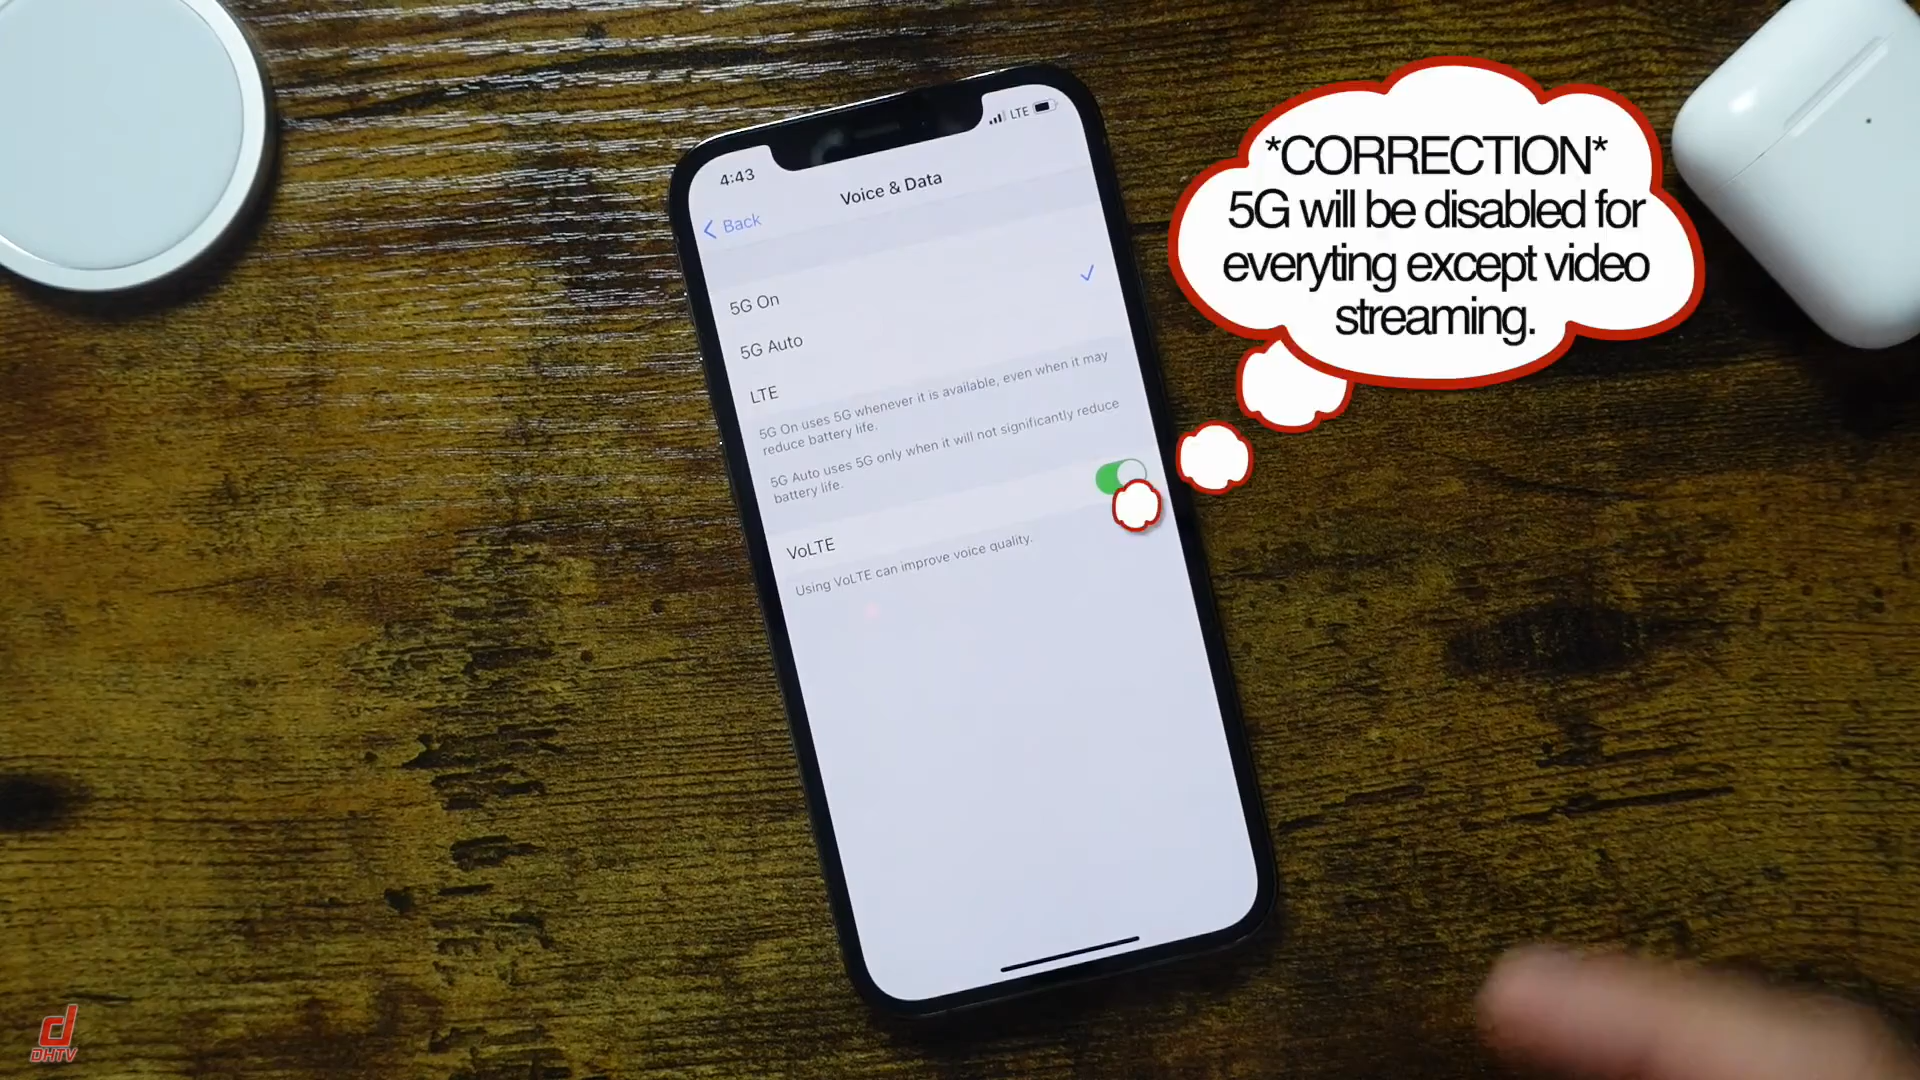 4:43
LTE
Back
Voice & Data
5G On
5G Auto
LTE
5G On uses 5G whenever it is available, even when it may
reduce battery life.
5G Auto uses 5G only when it will not significantly reduce
battery life.
VoLTE
Using VoLTE can improve voice quality.
*CORRECTION*
5G will be disabled for
everyting except video
streaming.
d
DHTV